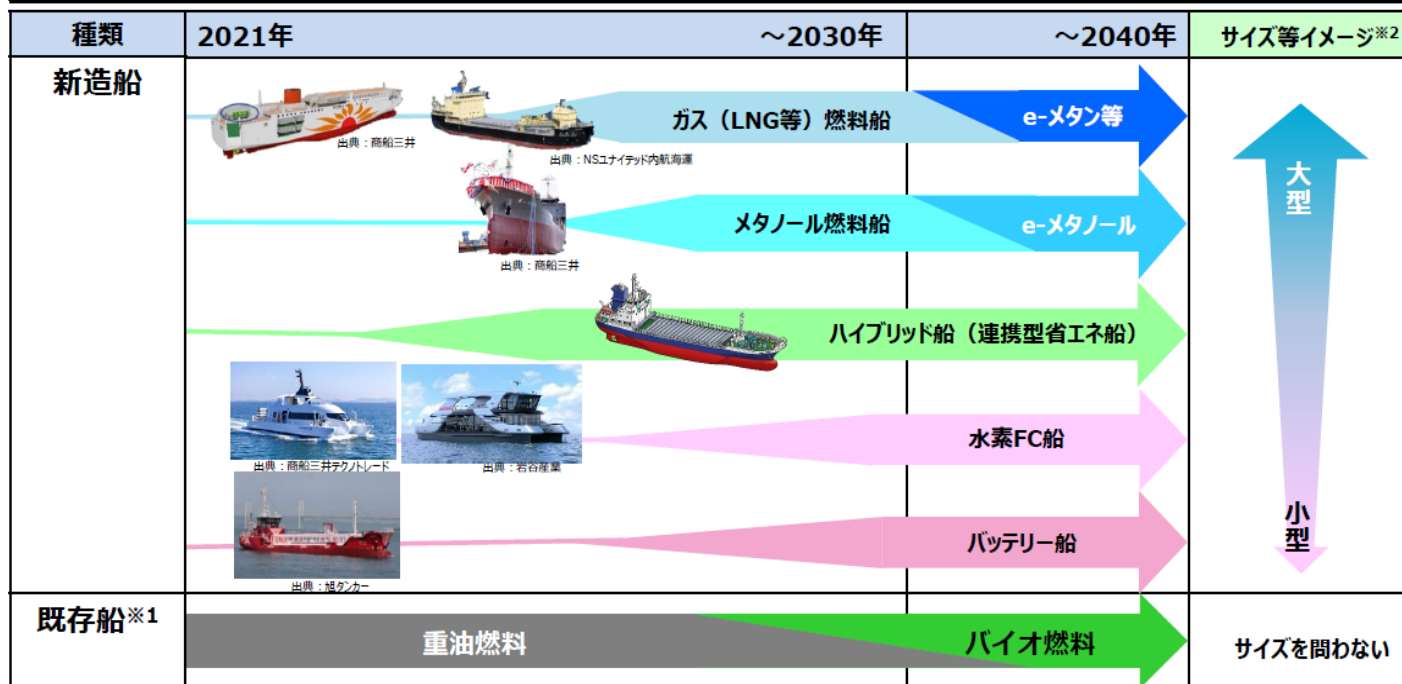 種類
2021年
～2030年
～2040年
サイズ等イメージ※2
新造船
出典：商船三井
出典：NSユナイテッド内航海運
ガス（LNG等）燃料船
e-メタン等
大型
出典：商船三井
メタノール燃料船
e-メタノール
ハイブリッド船（連携型省エネ船）
出典：商船三井テクノトレード
出典：岩谷産業
水素FC船
出典：旭タンカー
バッテリー船
小型
既存船※1
重油燃料
バイオ燃料
サイズを問わない